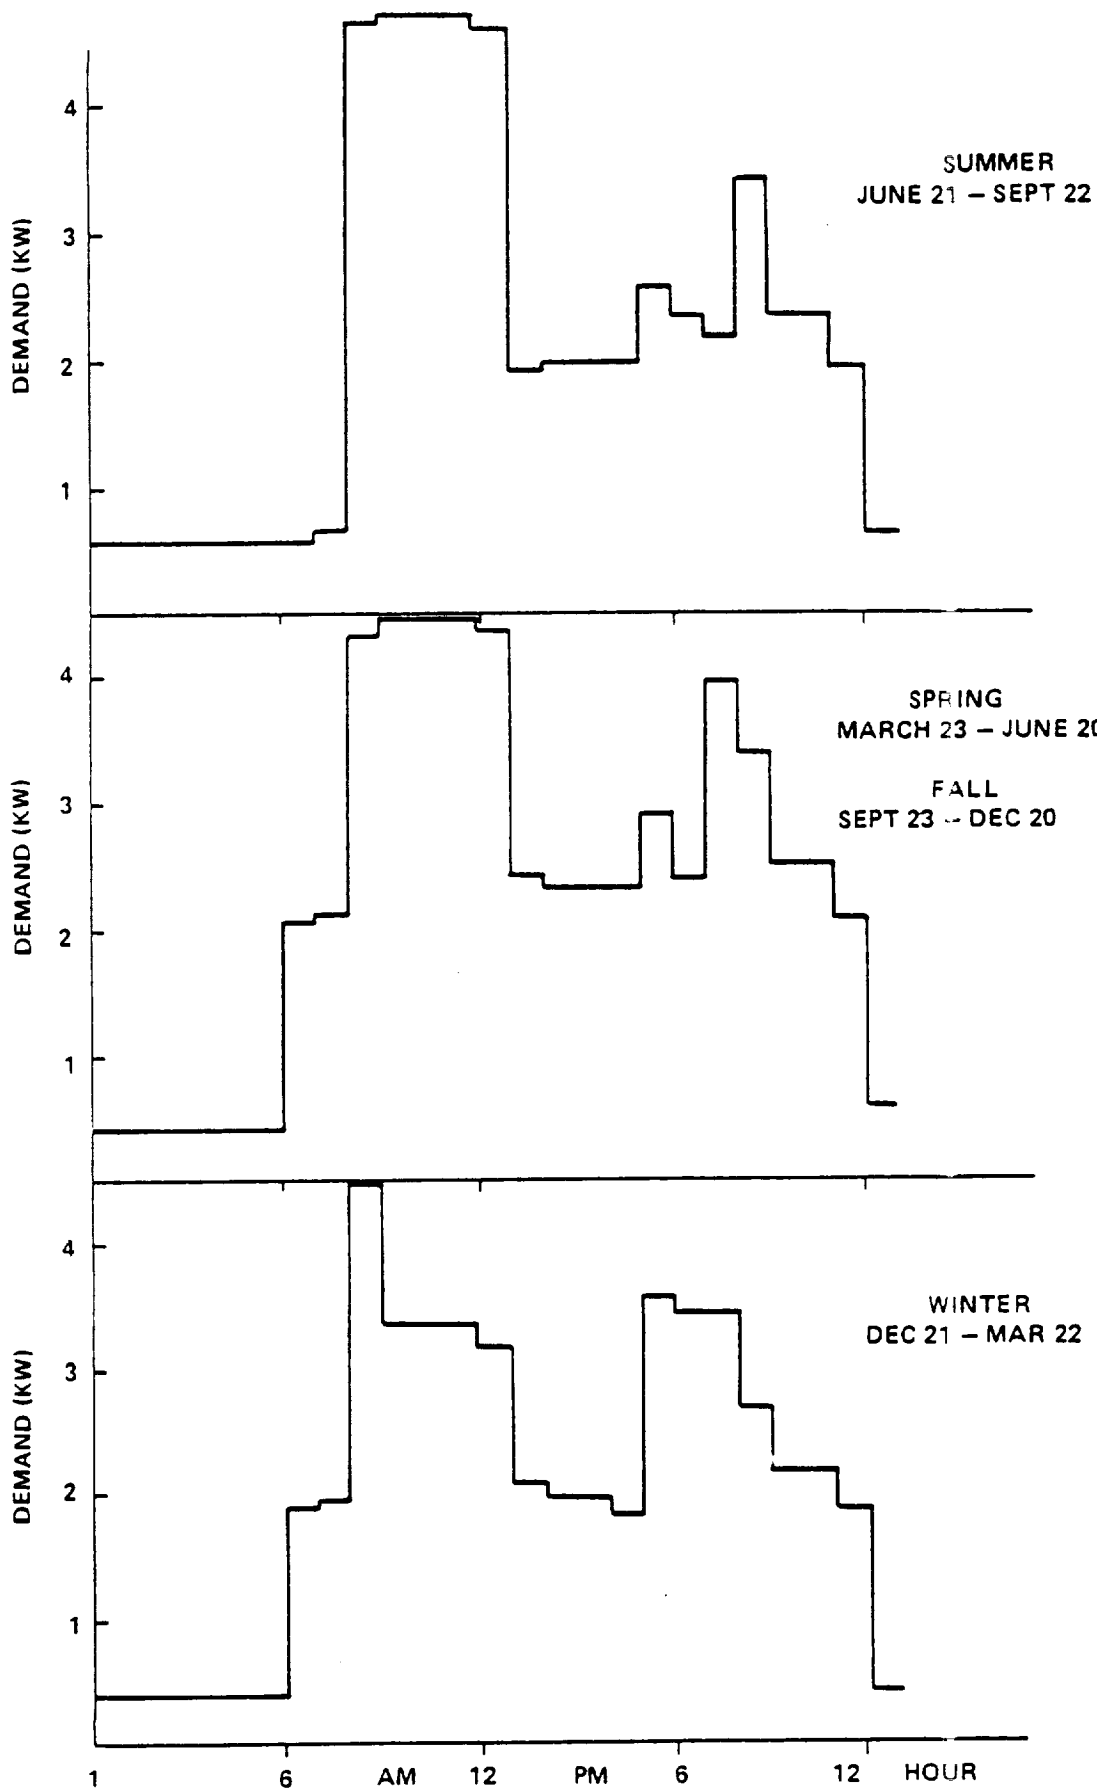 4
3
2
1
DEMAND (KW)
SUMMER
JUNE 21 – SEPT 22
4
3
2
1
DEMAND (KW)
SPRING
MARCH 23 – JUNE 20
FALL
SEPT 23 – DEC 20
4
3
2
1
DEMAND (KW)
WINTER
DEC 21 – MAR 22
1 6 AM 12 PM 6 12 HOUR